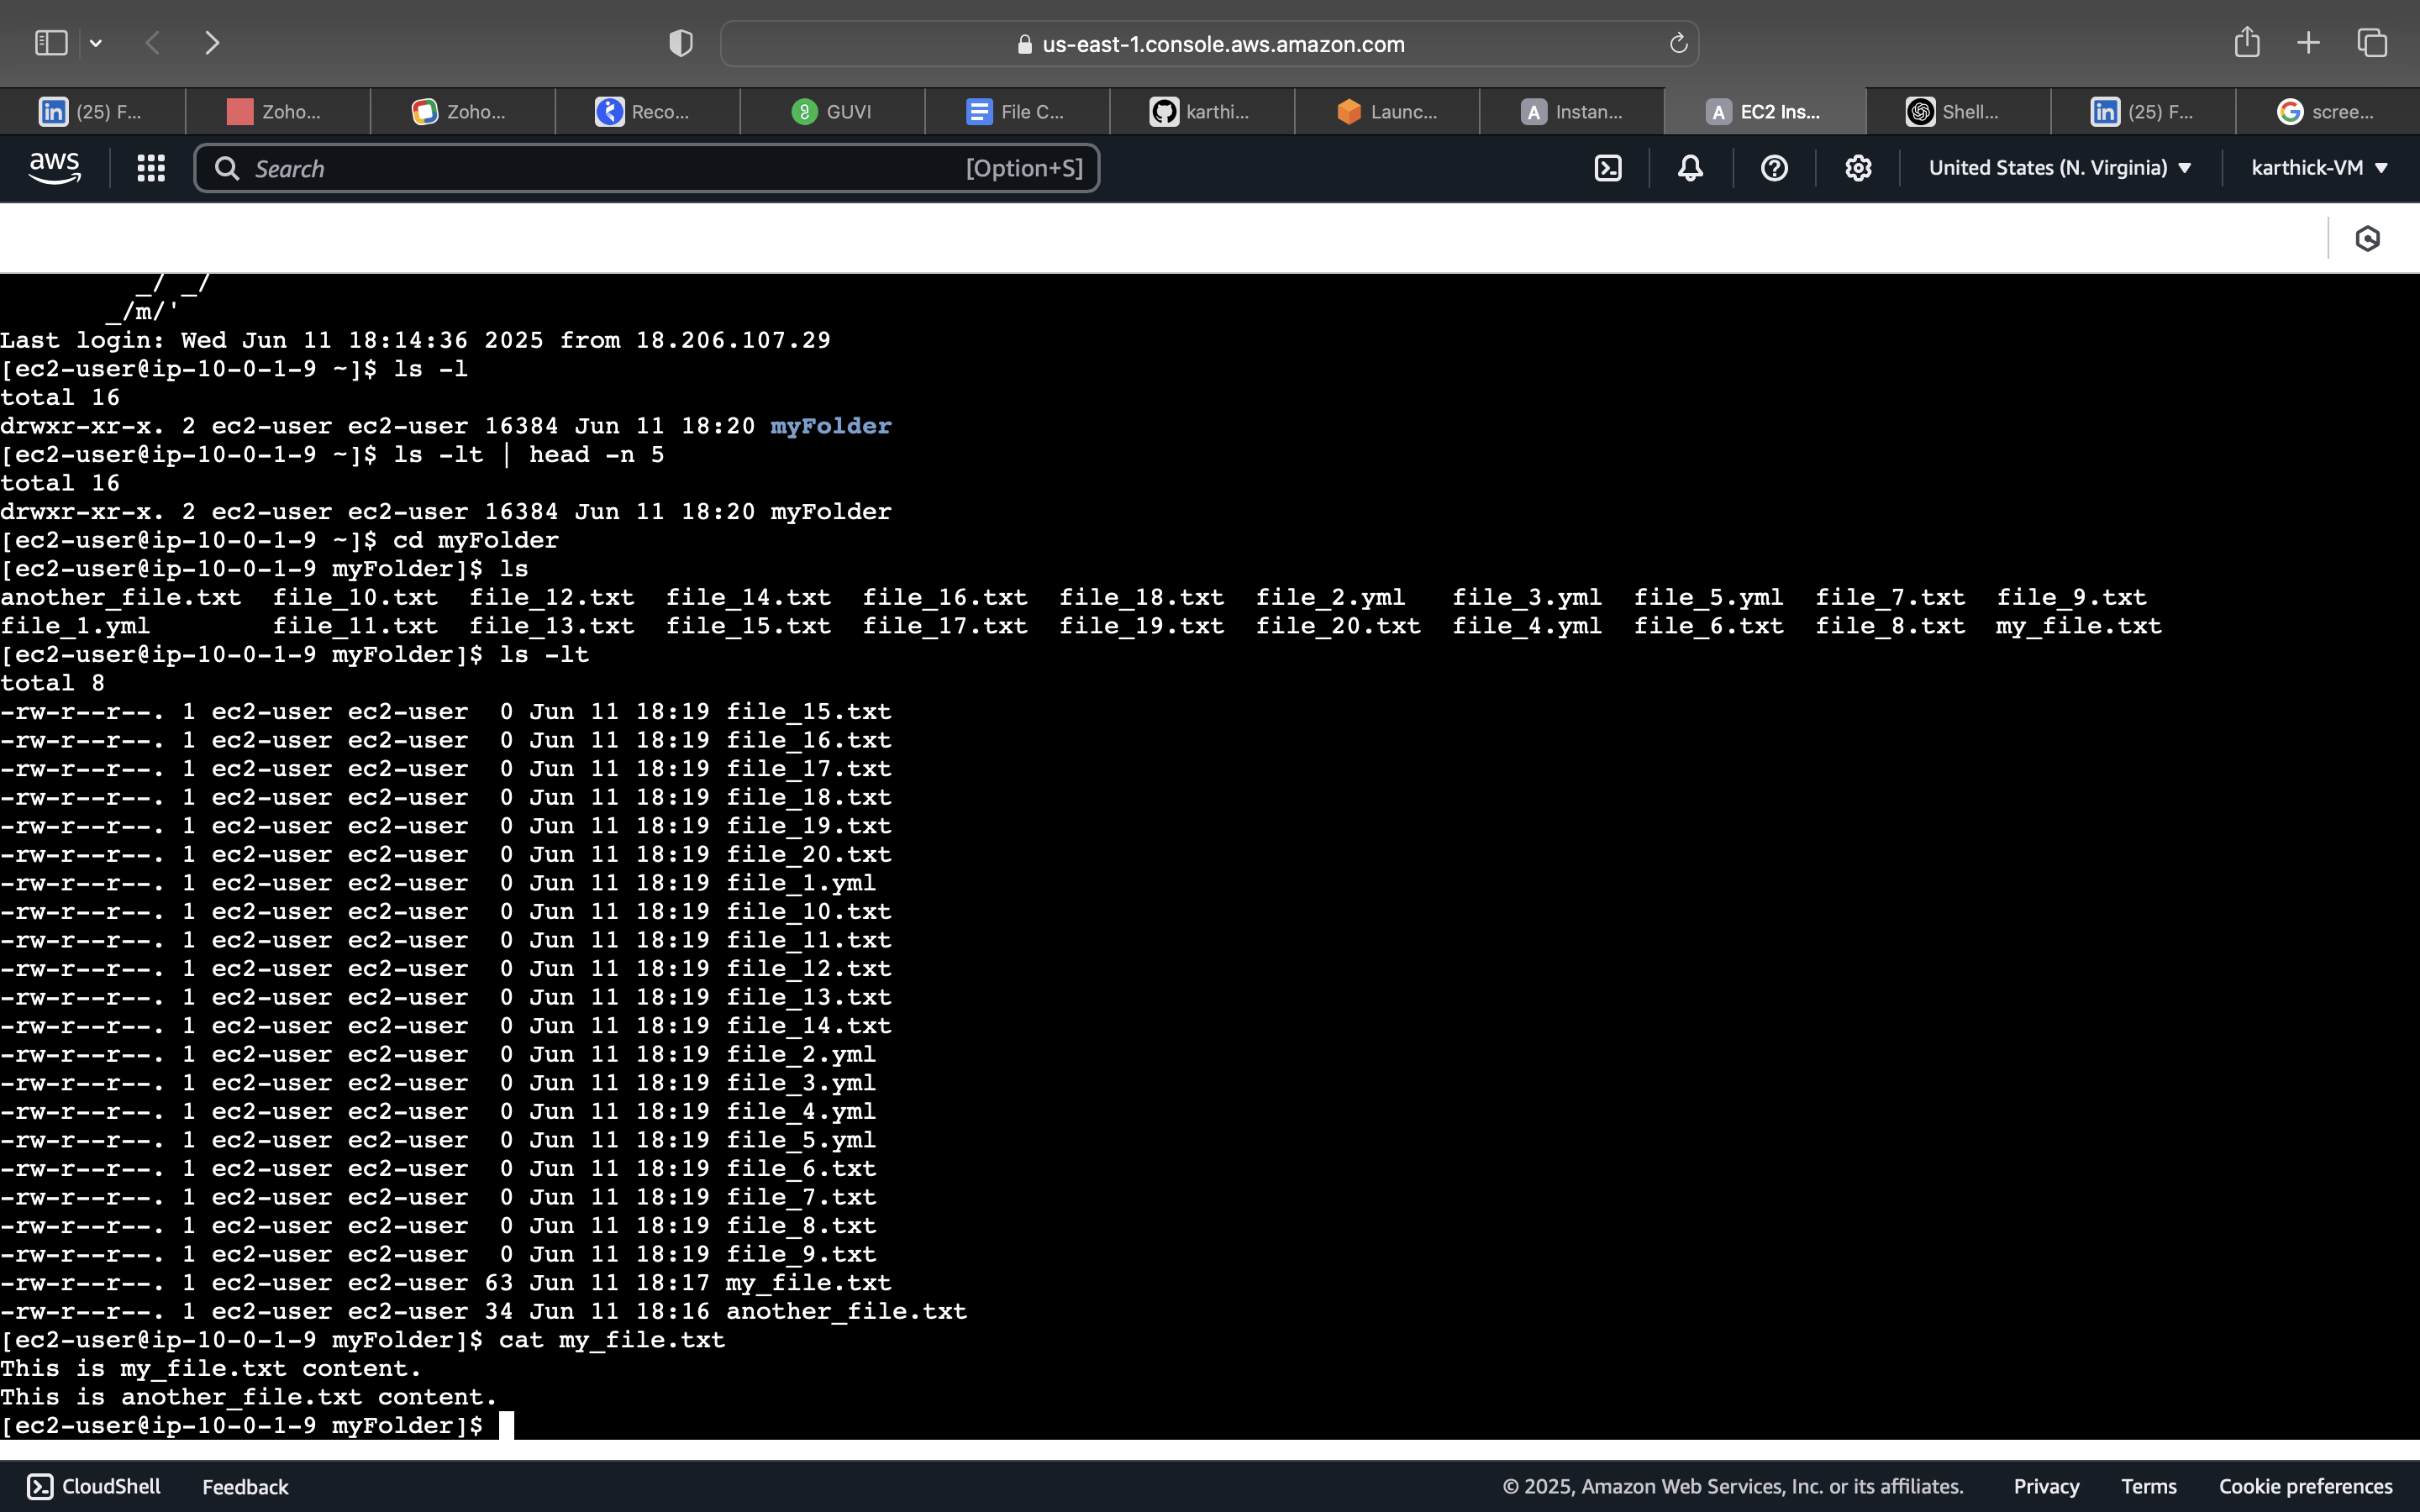 us-east-1.console.aws.amazon.com
(25) F...
Zoho...
Zoho...
Reco...
GUVI
File C...
karthi...
Launc...
Instan...
EC2 Ins...
Shell...
(25) F...
scree...
aws
Search [Option+S]
United States (N. Virginia)
karthick-VM
_/ _/
_/m/'
Last login: Wed Jun 11 18:14:36 2025 from 18.206.107.29
[ec2-user@ip-10-0-1-9 ~]$ ls -l
total 16
drwxr-xr-x. 2 ec2-user ec2-user 16384 Jun 11 18:20 myFolder
[ec2-user@ip-10-0-1-9 ~]$ ls -lt | head -n 5
total 16
drwxr-xr-x. 2 ec2-user ec2-user 16384 Jun 11 18:20 myFolder
[ec2-user@ip-10-0-1-9 ~]$ cd myFolder
[ec2-user@ip-10-0-1-9 myFolder]$ ls
another_file.txt file_10.txt file_12.txt file_14.txt file_16.txt file_18.txt file_2.yml file_3.yml file_5.yml file_7.txt file_9.txt
file_1.yml file_11.txt file_13.txt file_15.txt file_17.txt file_19.txt file_20.txt file_4.yml file_6.txt file_8.txt my_file.txt
[ec2-user@ip-10-0-1-9 myFolder]$ ls -lt
total 8
-rw-r--r--. 1 ec2-user ec2-user 0 Jun 11 18:19 file_15.txt
-rw-r--r--. 1 ec2-user ec2-user 0 Jun 11 18:19 file_16.txt
-rw-r--r--. 1 ec2-user ec2-user 0 Jun 11 18:19 file_17.txt
-rw-r--r--. 1 ec2-user ec2-user 0 Jun 11 18:19 file_18.txt
-rw-r--r--. 1 ec2-user ec2-user 0 Jun 11 18:19 file_19.txt
-rw-r--r--. 1 ec2-user ec2-user 0 Jun 11 18:19 file_20.txt
-rw-r--r--. 1 ec2-user ec2-user 0 Jun 11 18:19 file_1.yml
-rw-r--r--. 1 ec2-user ec2-user 0 Jun 11 18:19 file_10.txt
-rw-r--r--. 1 ec2-user ec2-user 0 Jun 11 18:19 file_11.txt
-rw-r--r--. 1 ec2-user ec2-user 0 Jun 11 18:19 file_12.txt
-rw-r--r--. 1 ec2-user ec2-user 0 Jun 11 18:19 file_13.txt
-rw-r--r--. 1 ec2-user ec2-user 0 Jun 11 18:19 file_14.txt
-rw-r--r--. 1 ec2-user ec2-user 0 Jun 11 18:19 file_2.yml
-rw-r--r--. 1 ec2-user ec2-user 0 Jun 11 18:19 file_3.yml
-rw-r--r--. 1 ec2-user ec2-user 0 Jun 11 18:19 file_4.yml
-rw-r--r--. 1 ec2-user ec2-user 0 Jun 11 18:19 file_5.yml
-rw-r--r--. 1 ec2-user ec2-user 0 Jun 11 18:19 file_6.txt
-rw-r--r--. 1 ec2-user ec2-user 0 Jun 11 18:19 file_7.txt
-rw-r--r--. 1 ec2-user ec2-user 0 Jun 11 18:19 file_8.txt
-rw-r--r--. 1 ec2-user ec2-user 0 Jun 11 18:19 file_9.txt
-rw-r--r--. 1 ec2-user ec2-user 63 Jun 11 18:17 my_file.txt
-rw-r--r--. 1 ec2-user ec2-user 34 Jun 11 18:16 another_file.txt
[ec2-user@ip-10-0-1-9 myFolder]$ cat my_file.txt
This is my_file.txt content.
This is another_file.txt content.
[ec2-user@ip-10-0-1-9 myFolder]$
CloudShell Feedback © 2025, Amazon Web Services, Inc. or its affiliates. Privacy Terms Cookie preferences